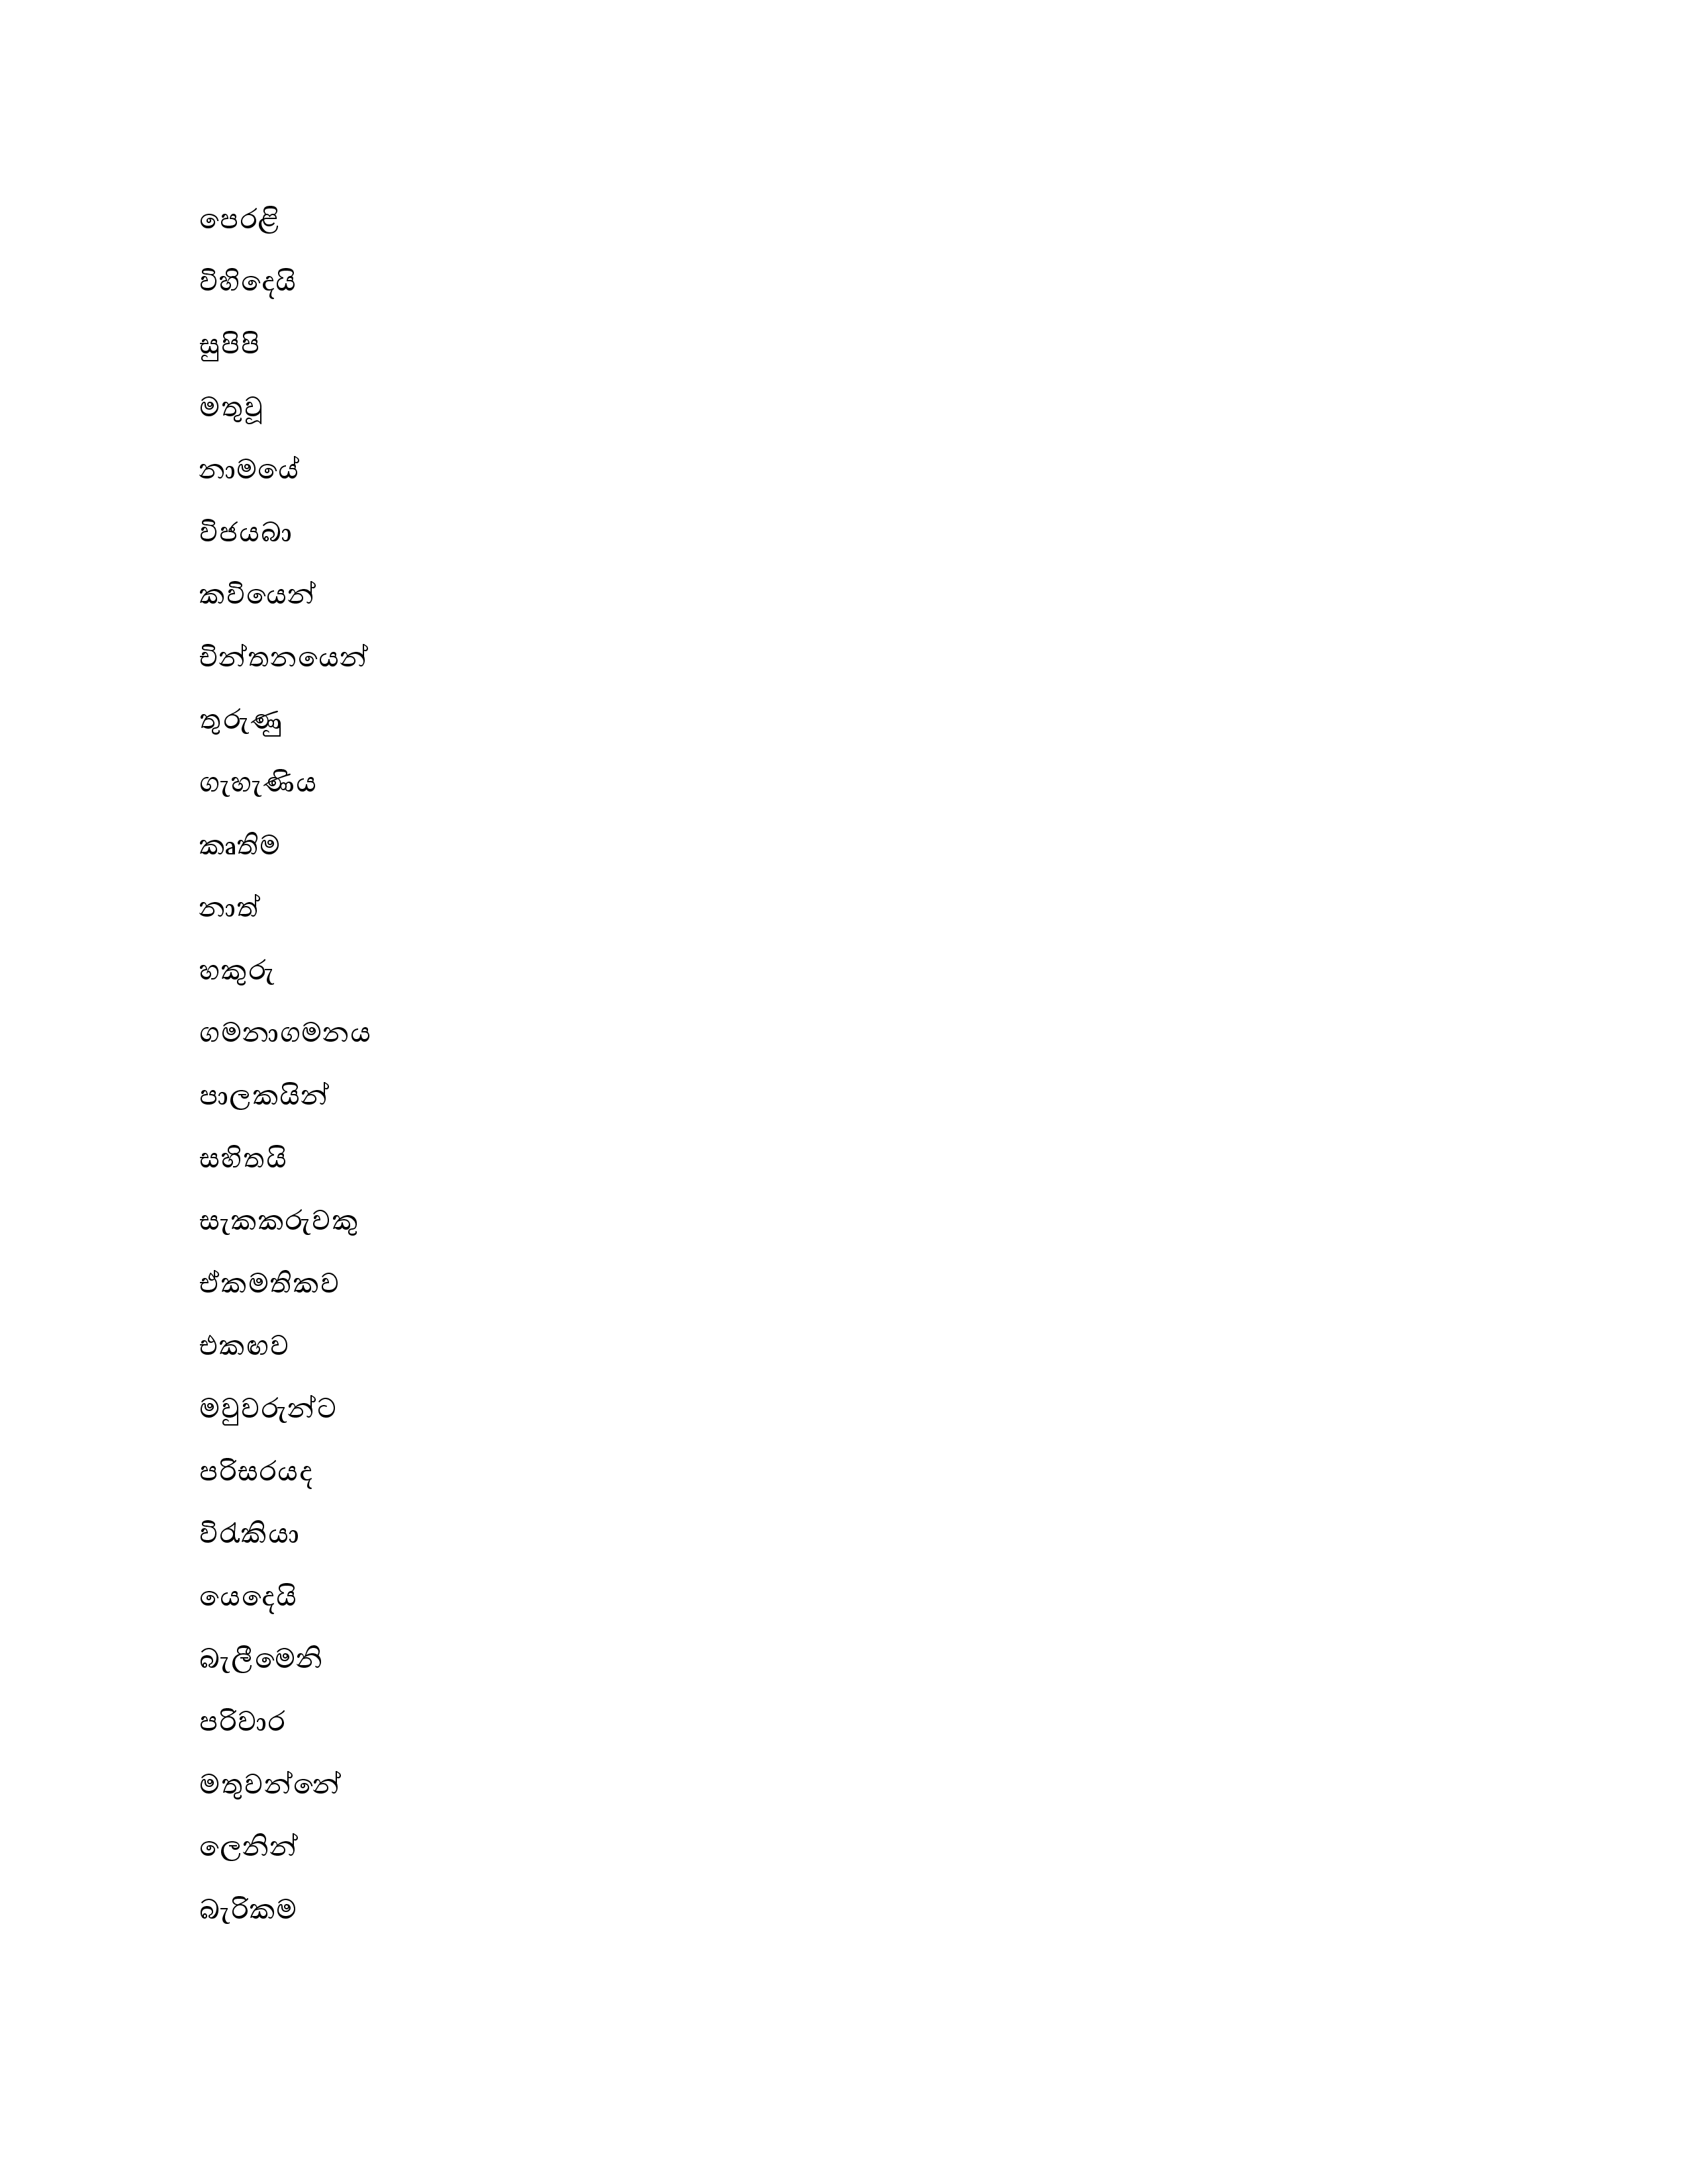 පෙරළි
විහිදෙයි
සුපිපි
මතුවූ
නාමයේ
විජයබා
කවියෙන්
චින්තනයෙන්
තුරුණු
ගැහැණිය
කෘතිම
නාත්
හකුරු
ගමනාගමනය
පාලකයින්
සහිතයි
සැකකරුවකු
ඒකමතිකව
එකඟව
මවුවරුන්ට
පරිසරයද
විරැකියා
යෙදෙයි
බැලීමෙනි
පරිවාර
මතුවන්නේ
ලෙනින්
බැරිකම